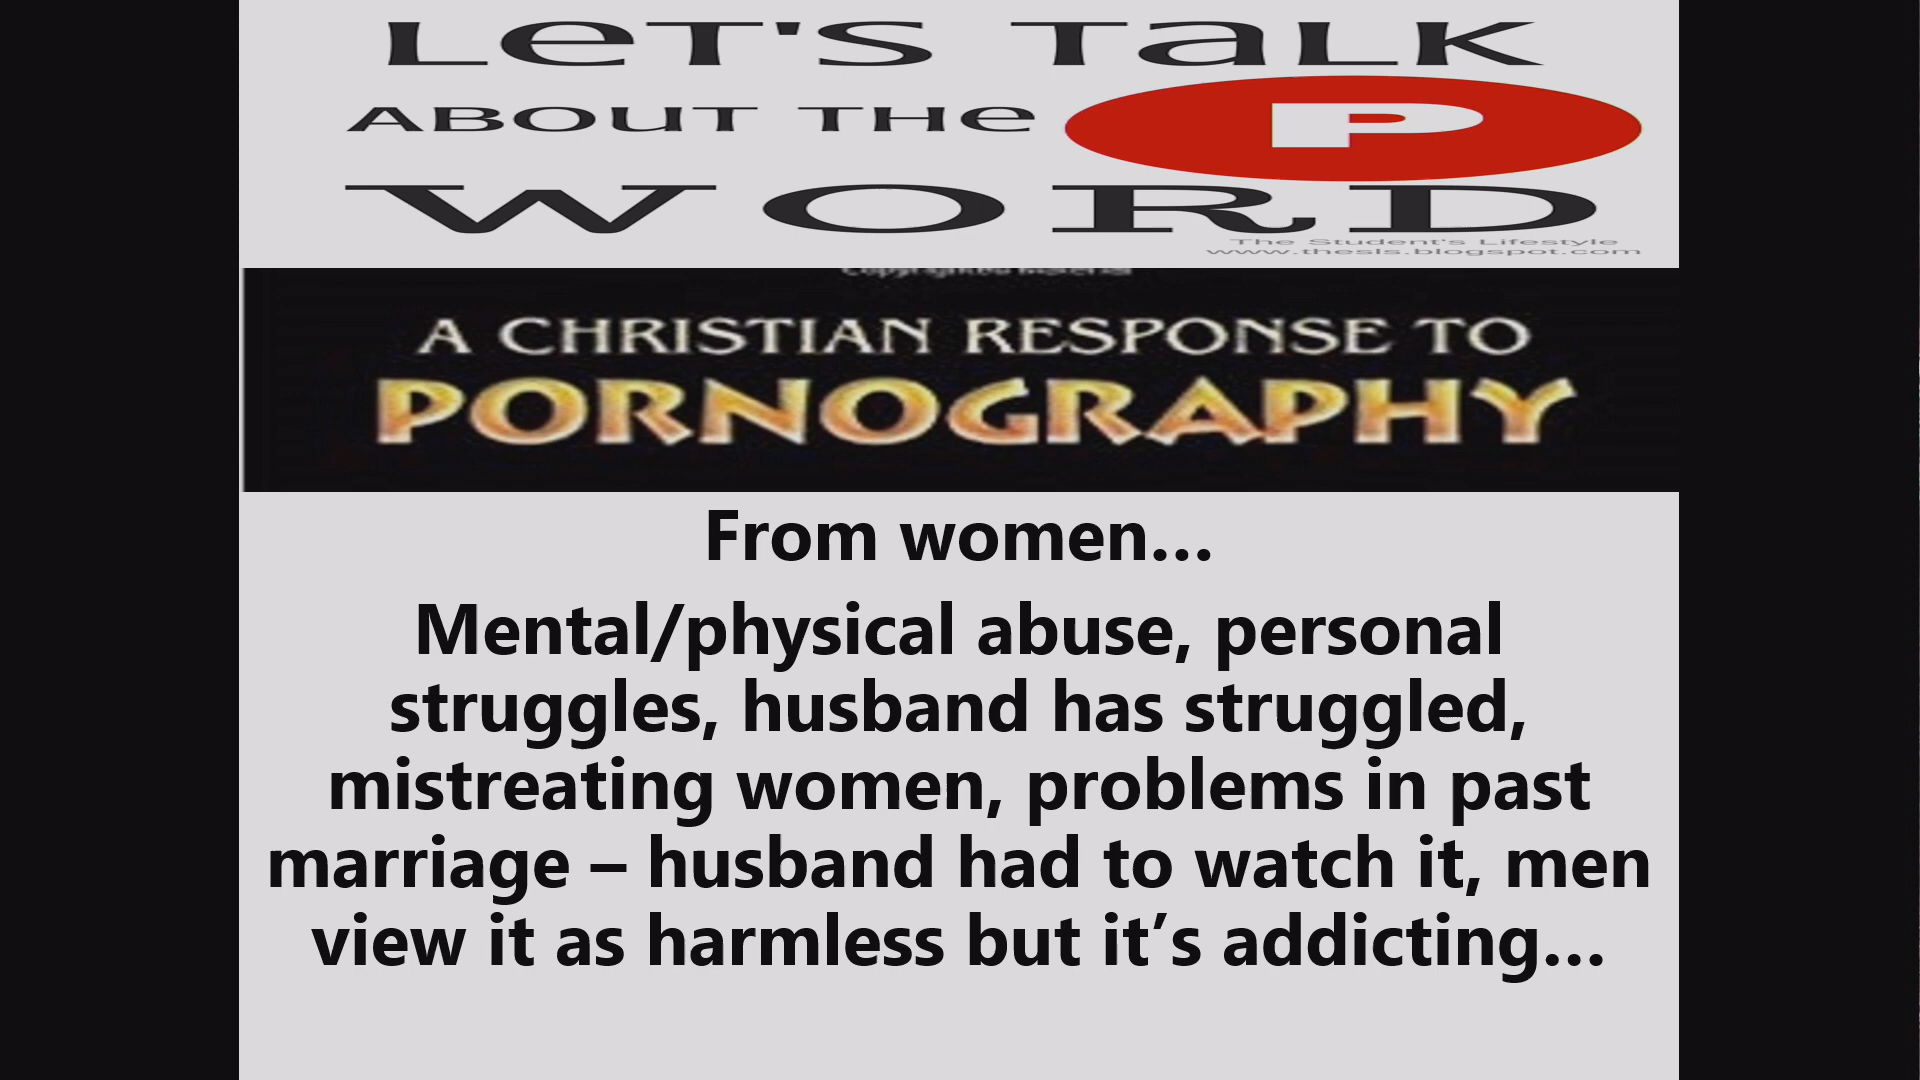 LET'S TALK
ABOUT THE P
WORD
The Student's Lifestyle
www.thesls.blogspot.com
A CHRISTIAN RESPONSE TO
PORNOGRAPHY
From women…
Mental/physical abuse, personal
struggles, husband has struggled,
mistreating women, problems in past
marriage – husband had to watch it, men
view it as harmless but it’s addicting…